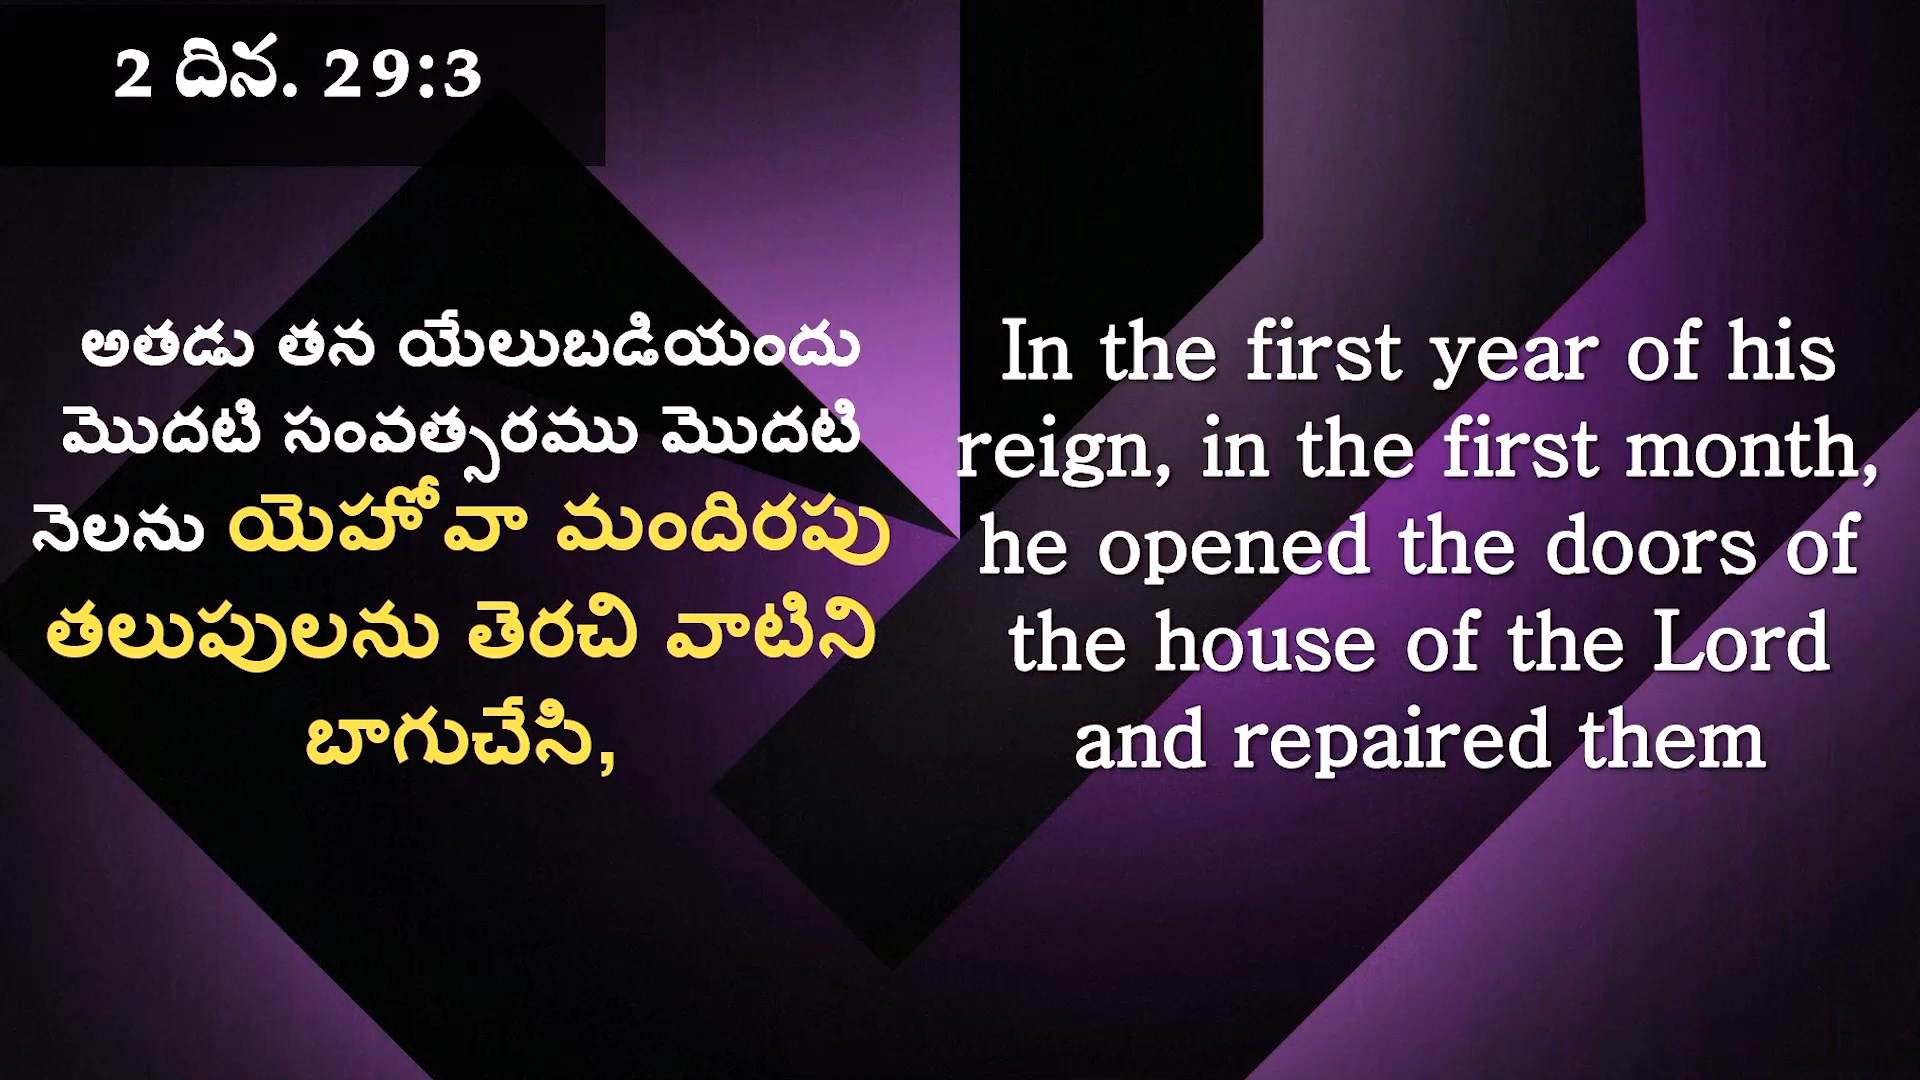 2 దిన. 29:3
అతడు తన యేలుబడియందు
మొదటి సంవత్సరము మొదటి
నెలను యెహోవా మందిరపు
తలుపులను తెరచి వాటిని
బాగుచేసి,
In the first year of his
reign, in the first month,
he opened the doors of
the house of the Lord
and repaired them